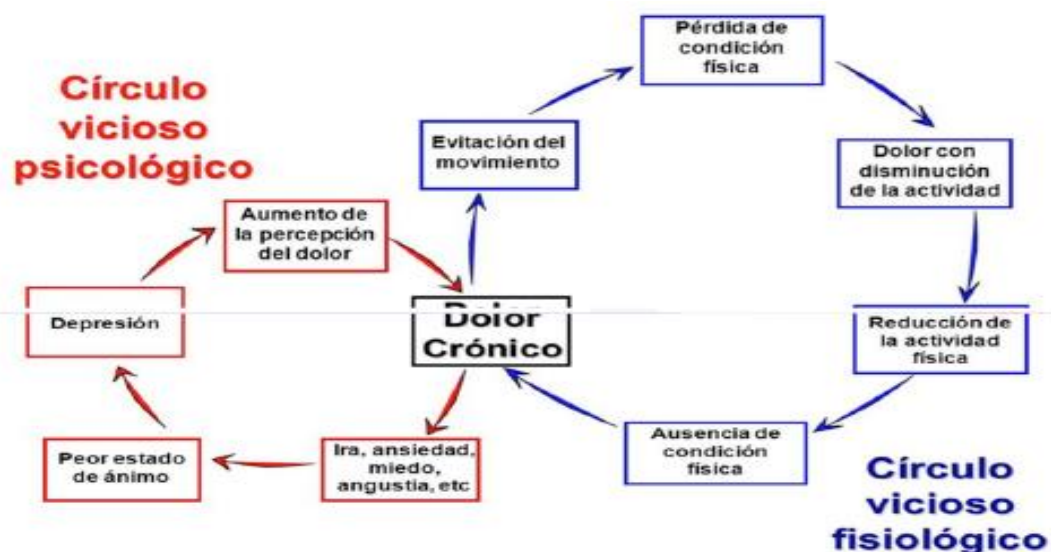 Círculo
vicioso
psicológico
Aumento de
la percepción
del dolor
Depresión
Peor estado
de ánimo
Ira, ansiedad,
miedo,
angustia, etc
Dolor
Crónico
Evitación del
movimiento
Pérdida de
condición
física
Dolor con
disminución
de la actividad
Reducción de
la actividad
física
Ausencia de
condición
física
Círculo
vicioso
fisiológico